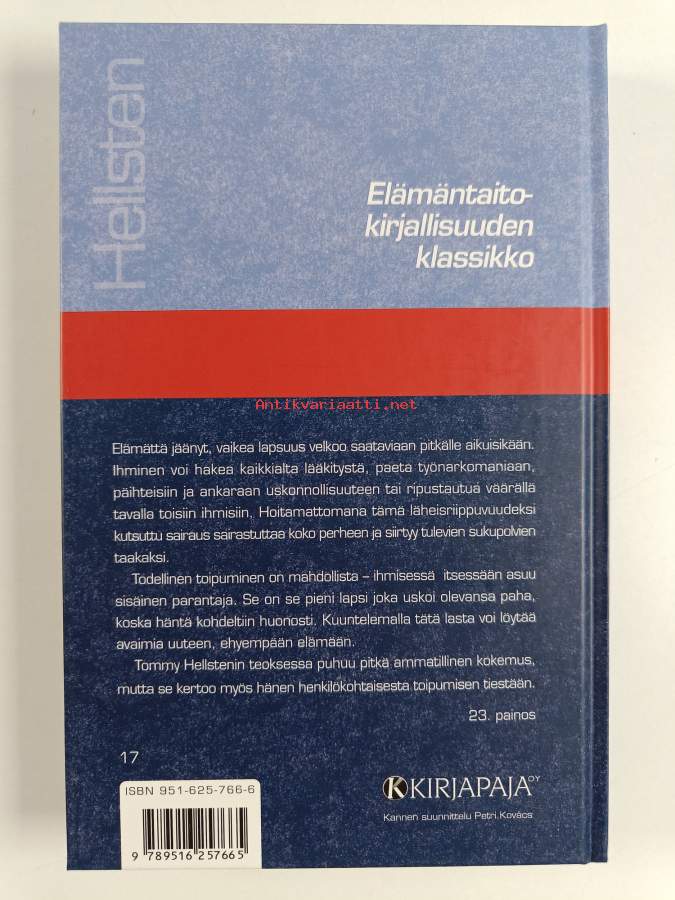 Hellsten
Elämäntaito-
kirjallisuuden
klassikko
Antikvariaatti.net
Elämättä jäänyt, vaikea lapsuus velkoo saataviaan pitkälle aikuisikään.
Ihminen voi hakea kaikkialta lääkitystä, paeta työnarkomaniaan,
päihteisiin ja ankaraan uskonnollisuuteen tai ripustautua väärällä
tavalla toisiin ihmisiin. Hoitamattomana tämä läheisriippuvuudeksi
kutsuttu sairaus sairastuttaa koko perheen ja siirtyy tulevien sukupolvien
taakaksi.
Todellinen toipuminen on mahdollista – ihmisessä itsessään asuu
sisäinen parantaja. Se on se pieni lapsi joka uskoi olevansa paha,
koska häntä kohdeltiin huonosti. Kuuntelemalla tätä lasta voi löytää
avaimia uuteen, ehyempään elämään.
Tommy Hellstenin teoksessa puhuu pitkä ammatillinen kokemus,
mutta se kertoo myös hänen henkilökohtaisesta toipumisen tiestään.
23. painos
17
ISBN 951-625-766-6
9 789516 257665
KIRJAPAJA OY
Kannen suunnittelu Petri Kovács